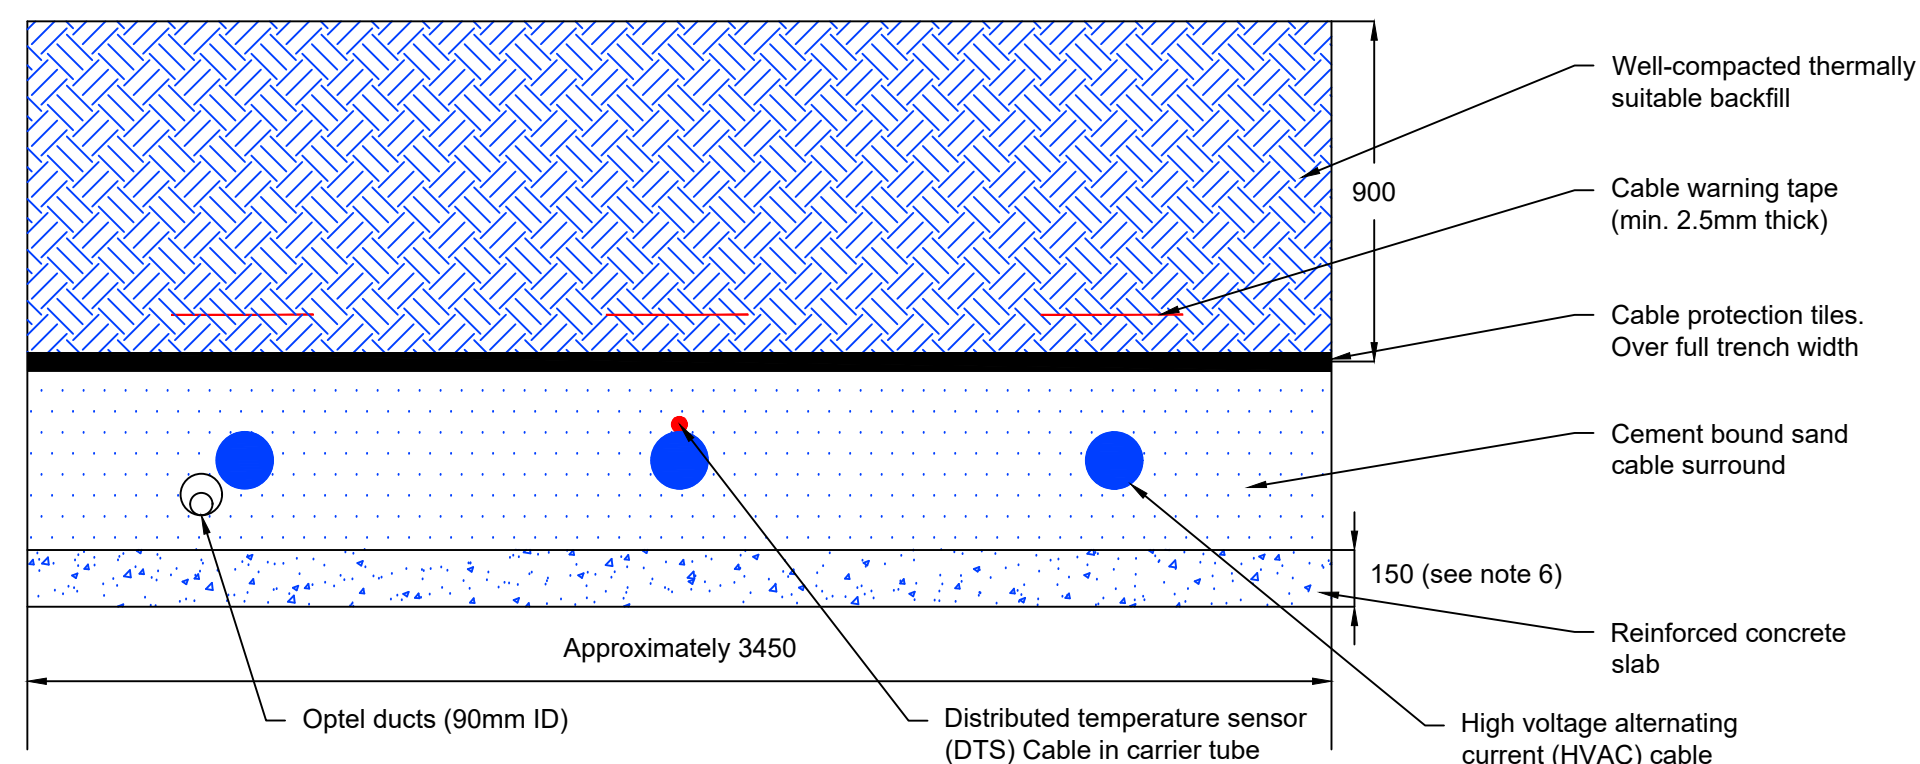 Well-compacted thermally
suitable backfill
900
Cable warning tape
(min. 2.5mm thick)
Cable protection tiles.
Over full trench width
Cement bound sand
cable surround
150 (see note 6)
Reinforced concrete
slab
Approximately 3450
Optel ducts (90mm ID)
Distributed temperature sensor
(DTS) Cable in carrier tube
High voltage alternating
current (HVAC) cable